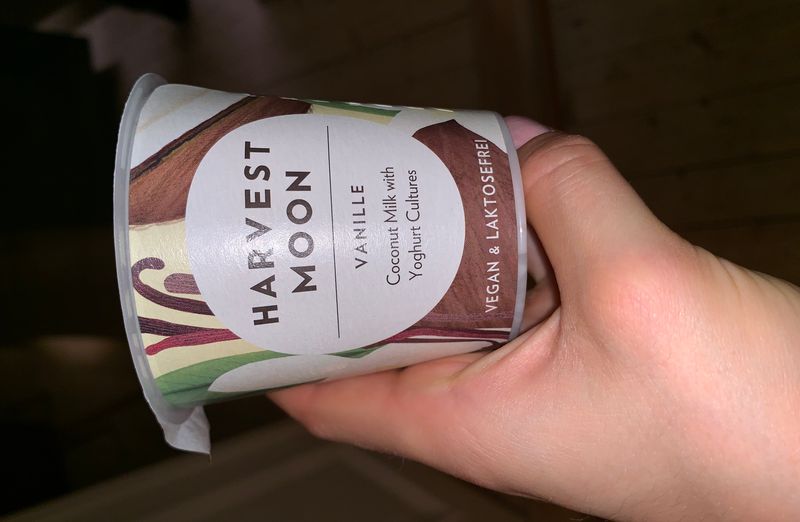 HARVEST
MOON
VANILLE
Coconut Milk with
Yoghurt Cultures
VEGAN & LAKTOSEFREI